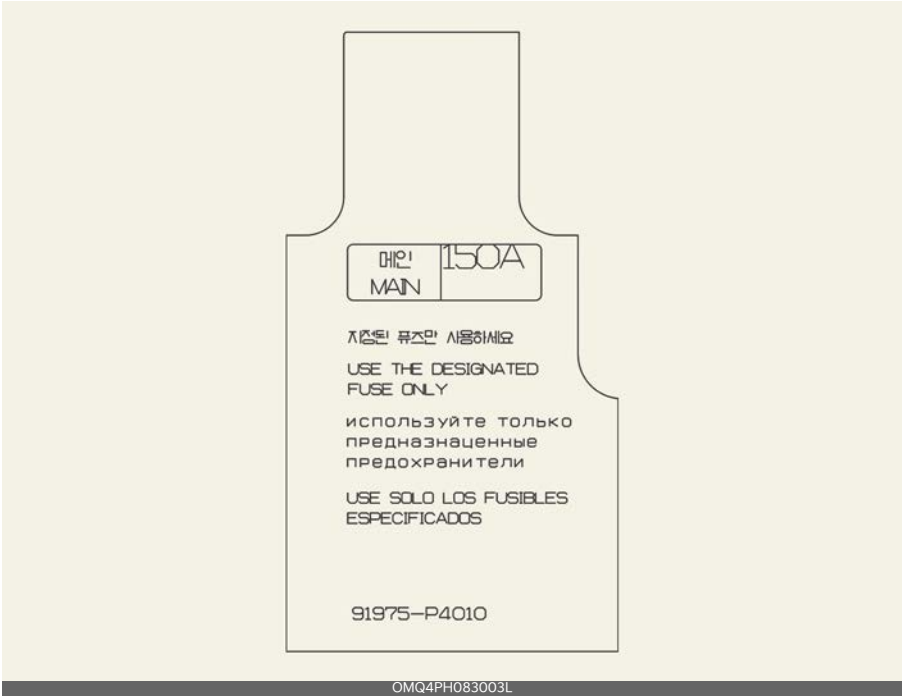 메인
MAIN
150A
지정된 퓨즈만 사용하세요
USE THE DESIGNATED
FUSE ONLY
используйте только
предназнаценные
предохранители
USE SOLO LOS FUSIBLES
ESPECIFICADOS
91975-P4010
OMQ4PH083003L